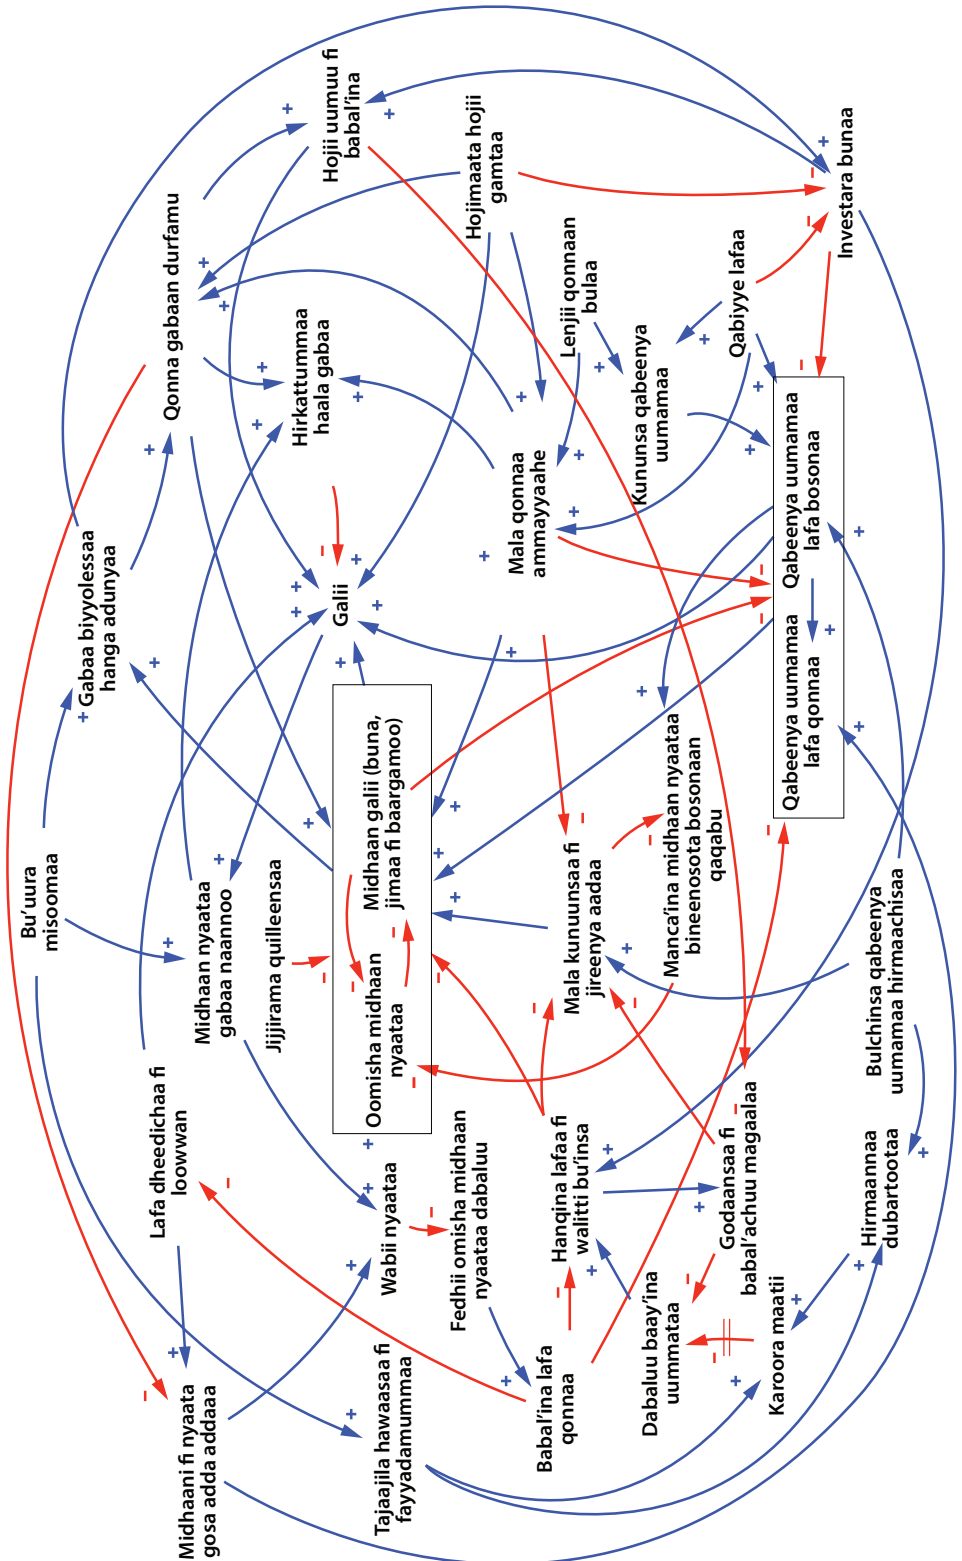 Bu'uura
misoomaa
Gabaa biyyolessaa
hanga adunyaa
Qonna gabaan durfamu
Hojii uumuu fi
babal'ina
Midhaani fi nyaata
gosa adda addaa
Lafa dheedichaa fi
loowwan
Midhaan nyaataa
gabaa naannoo
Jijjirama quilleensaa
Hirkattummaa
haala gabaa
Galii
Hojimaata hojii
gamtaa
Tajaajila hawaasaa fi
fayyadamummaa
Wabii nyaataa
Oomisha midhaan
nyaataa
Midhaan galii (buna,
jimaa fi baargamoo)
Fedhii omisha midhaan
nyaataa dabaluu
Mala qonnaa
ammayyaahe
Lenjii qonnaan
bulaa
Babal'ina lafa
qonnaa
Hanqina lafaa fi
walitti bu'insa
Mala kunuunsaa fi
jireenya aadaa
Kununsa qabeenya
uumamaa
Dabaluu baay'ina
uummataa
Godaansaa fi
babal'achuu magaalaa
Manca'ina midhaan nyaataa
bineensota bosonaan
qaqabu
Qabiyye lafaa
Investara bunaa
Karoora maatii
Qabeenya uumamaa
lafa qonnaa
Qabeenya uumamaa
lafa bosonaa
Hirmaannaa
dubartootaa
Bulchinsa qabeenya
uumamaa hirmaachisaa